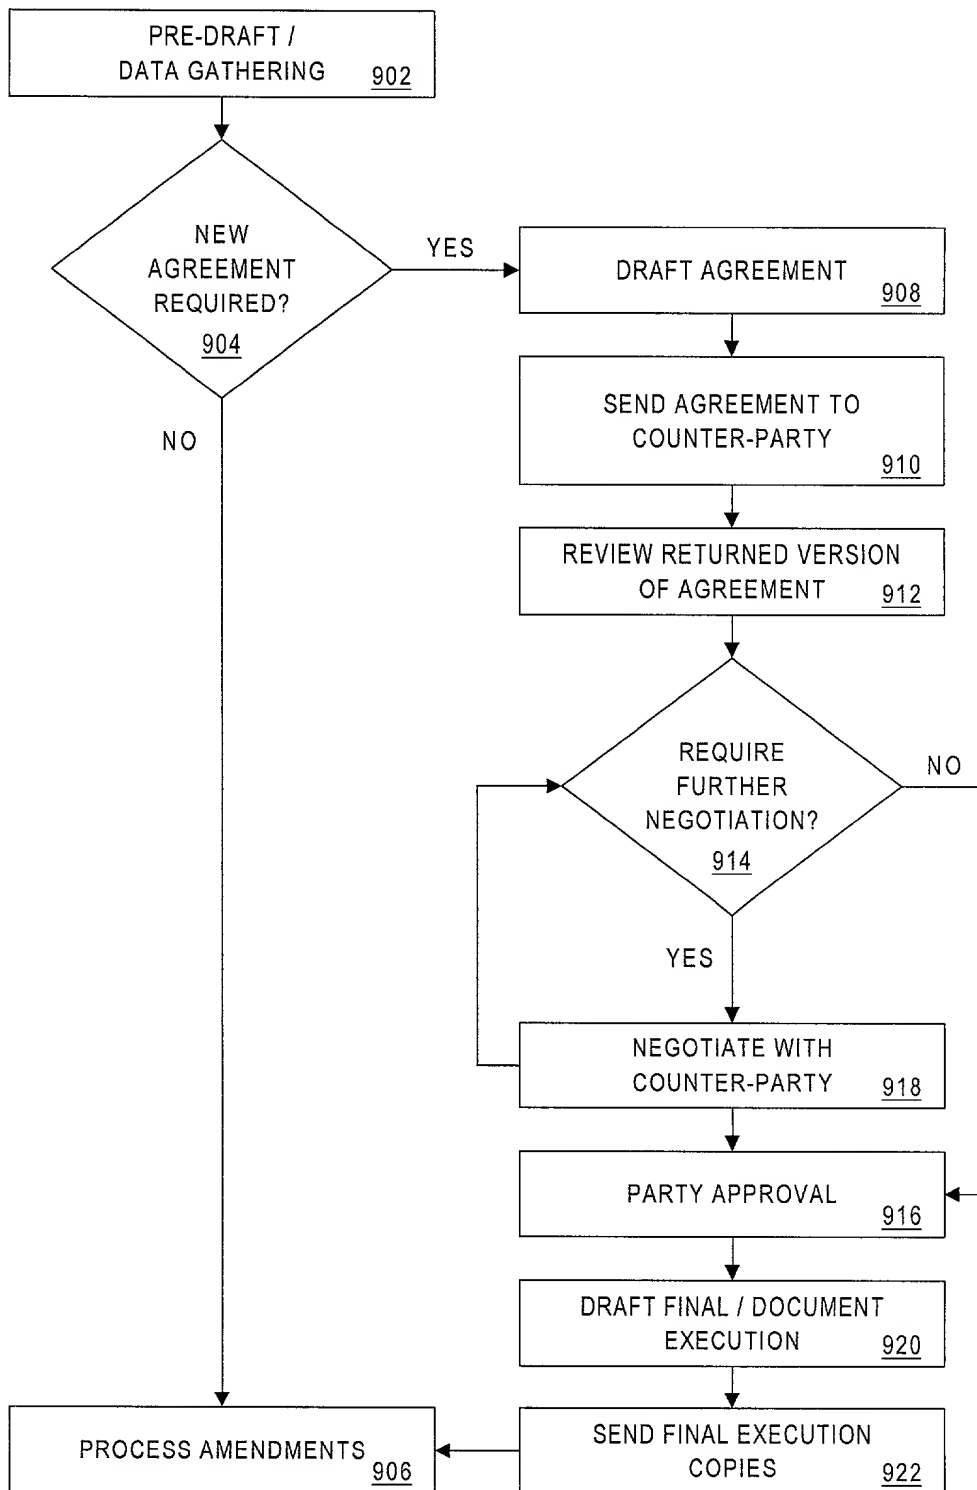 PRE-DRAFT /
DATA GATHERING 902
NEW
AGREEMENT
REQUIRED?
904
YES
NO
DRAFT AGREEMENT
908
SEND AGREEMENT TO
COUNTER-PARTY
910
REVIEW RETURNED VERSION
OF AGREEMENT 912
REQUIRE
FURTHER
NEGOTIATION?
914
NO
YES
NEGOTIATE WITH
COUNTER-PARTY 918
PARTY APPROVAL
916
DRAFT FINAL / DOCUMENT
EXECUTION 920
SEND FINAL EXECUTION
COPIES 922
PROCESS AMENDMENTS
906